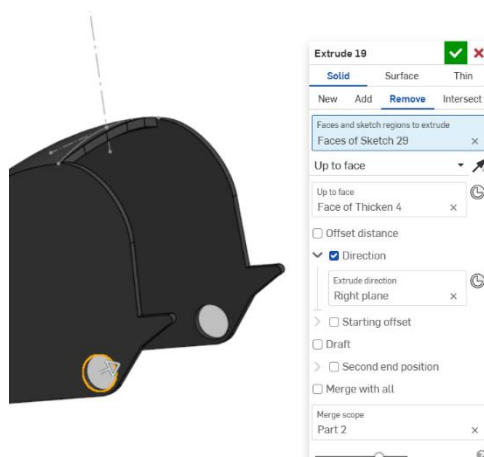 Extrude 19
Solid Surface Thin
New Add Remove Intersect
Faces and sketch regions to extrude
Faces of Sketch 29
Up to face
Up to face
Face of Thicken 4
Offset distance
Direction
Extrude direction
Right plane
Starting offset
Draft
Second end position
Merge with all
Merge scope
Part 2